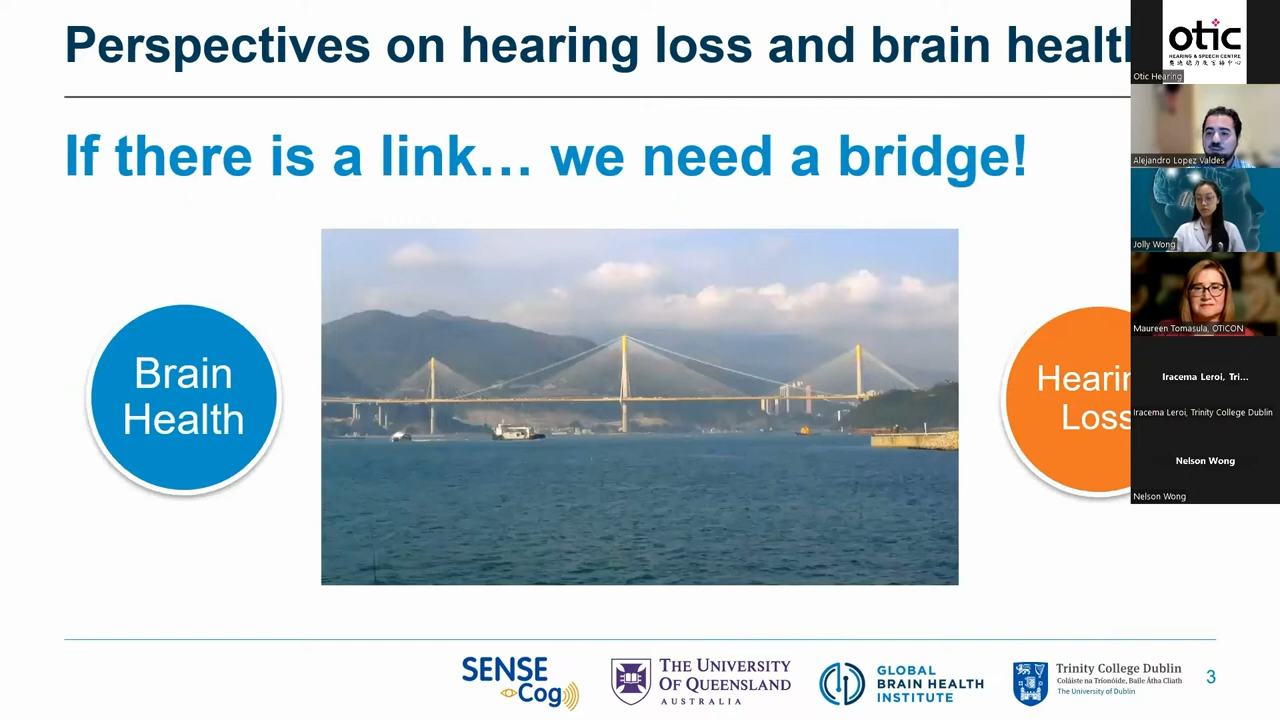 Perspectives on hearing loss and brain healt
If there is a link... we need a bridge!
Brain
Health
Hearin
Loss
SENSE
Cog
THE UNIVERSITY
OF QUEENSLAND
AUSTRALIA
GLOBAL
BRAIN HEALTH
INSTITUTE
Trinity College Dublin
Coláiste na Tríonóide, Baile Átha Cliath
The University of Dublin
3
otic
HEARING & SPEECH CENTRE
Otic Hearing
Alejandro Lopez Valdes
Jolly Wong
Maureen Tomasula, OTICON
Iracema Leroi, Tri...
Iracema Leroi, Trinity College Dublin
Nelson Wong
Nelson Wong